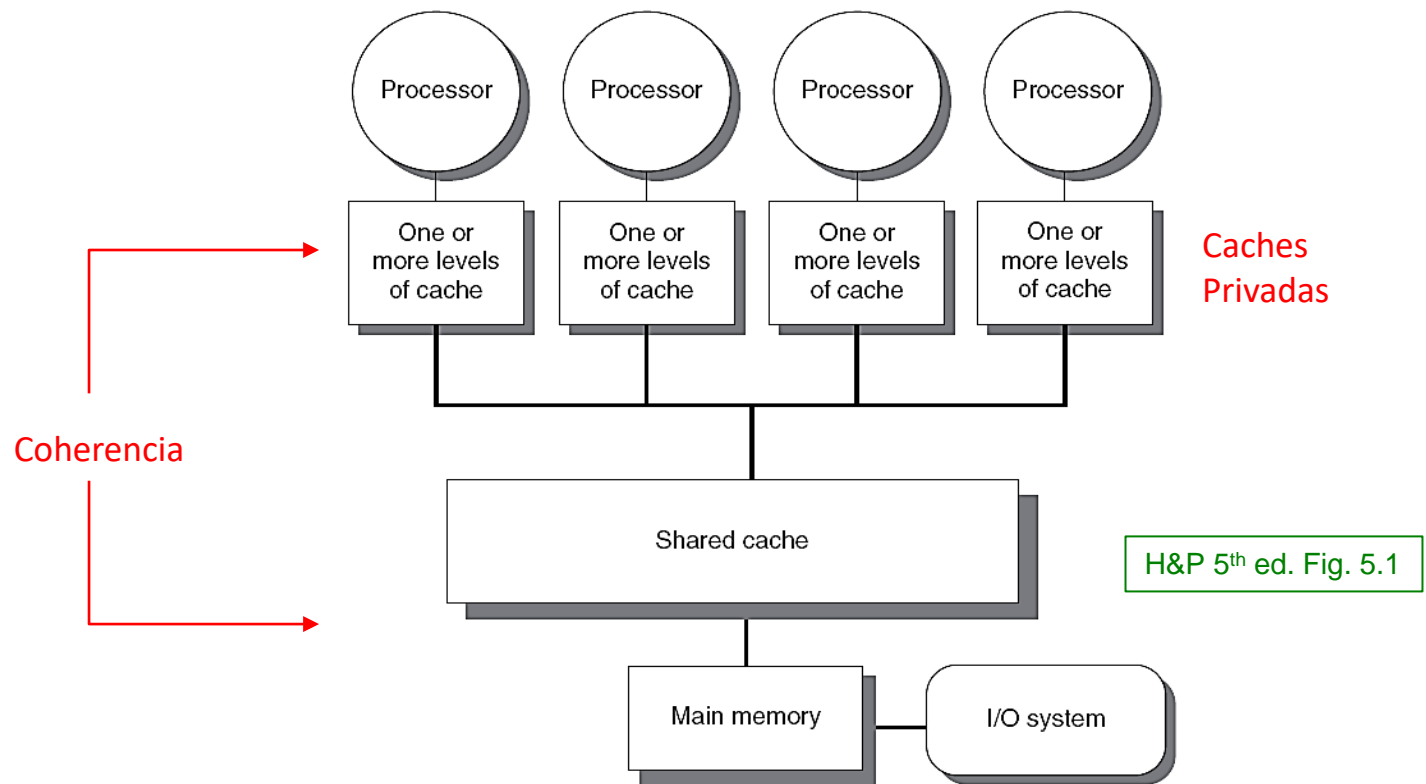 Processor
Processor
Processor
Processor
One or
more levels
of cache
One or
more levels
of cache
One or
more levels
of cache
One or
more levels
of cache
Caches
Privadas
Coherencia
Shared cache
H&P 5th ed. Fig. 5.1
Main memory
I/O system